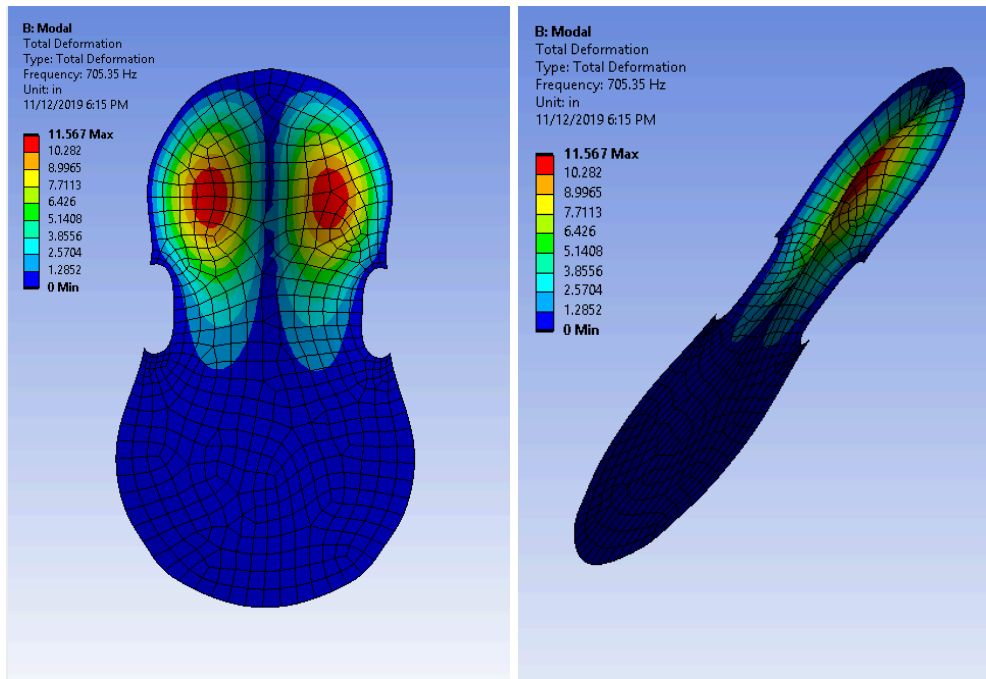 B: Modal
Total Deformation
Type: Total Deformation
Frequency: 705.35 Hz
Unit: in
11/12/2019 6:15 PM
11.567 Max
10.282
8.9965
7.7113
6.426
5.1408
3.8556
2.5704
1.2852
0 Min
B: Modal
Total Deformation
Type: Total Deformation
Frequency: 705.35 Hz
Unit: in
11/12/2019 6:15 PM
11.567 Max
10.282
8.9965
7.7113
6.426
5.1408
3.8556
2.5704
1.2852
0 Min